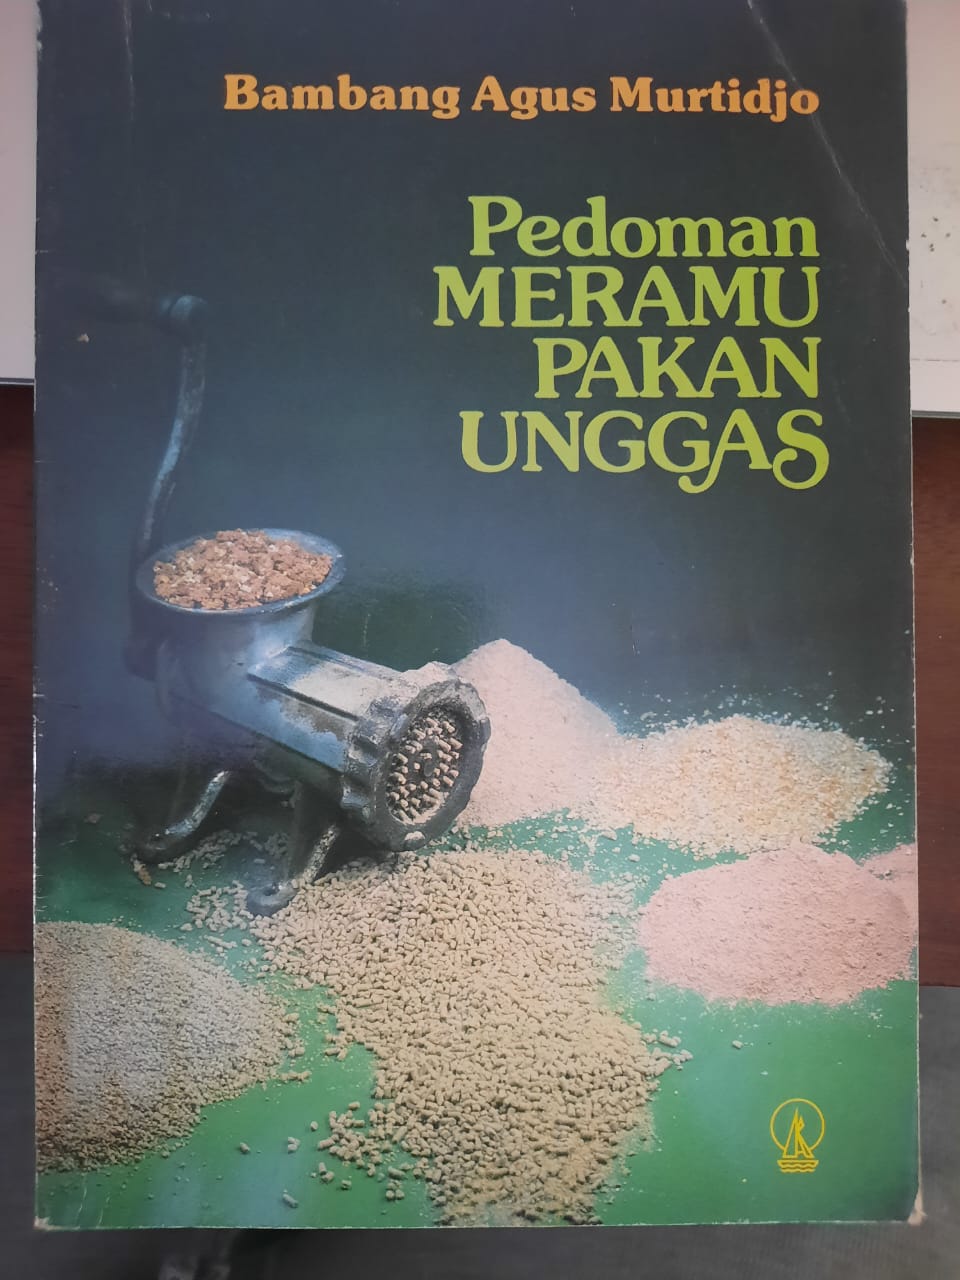 Bambang Agus Murtidjo
Pedoman
MERAMU
PAKAN
UNGGAS